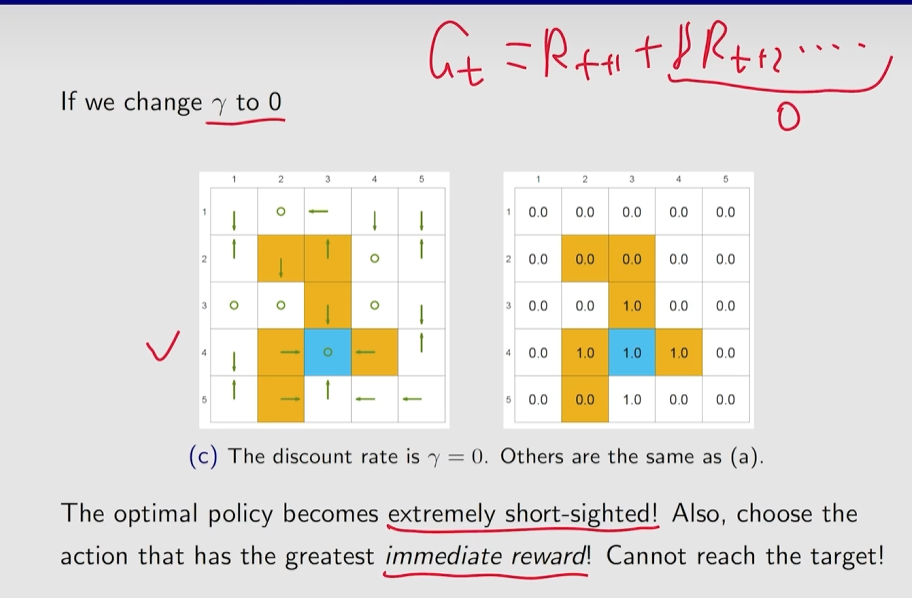 G_t = R_{t+1} + γR_{t+2} ....
0
If we change γ to 0
1 2 3 4 5
1
2
3
4
5
1 2 3 4 5
1 0.0 0.0 0.0 0.0 0.0
2 0.0 0.0 0.0 0.0 0.0
3 0.0 0.0 1.0 0.0 0.0
4 0.0 1.0 1.0 1.0 0.0
5 0.0 0.0 1.0 0.0 0.0
(c) The discount rate is γ = 0. Others are the same as (a).
The optimal policy becomes extremely short-sighted! Also, choose the
action that has the greatest immediate reward! Cannot reach the target!